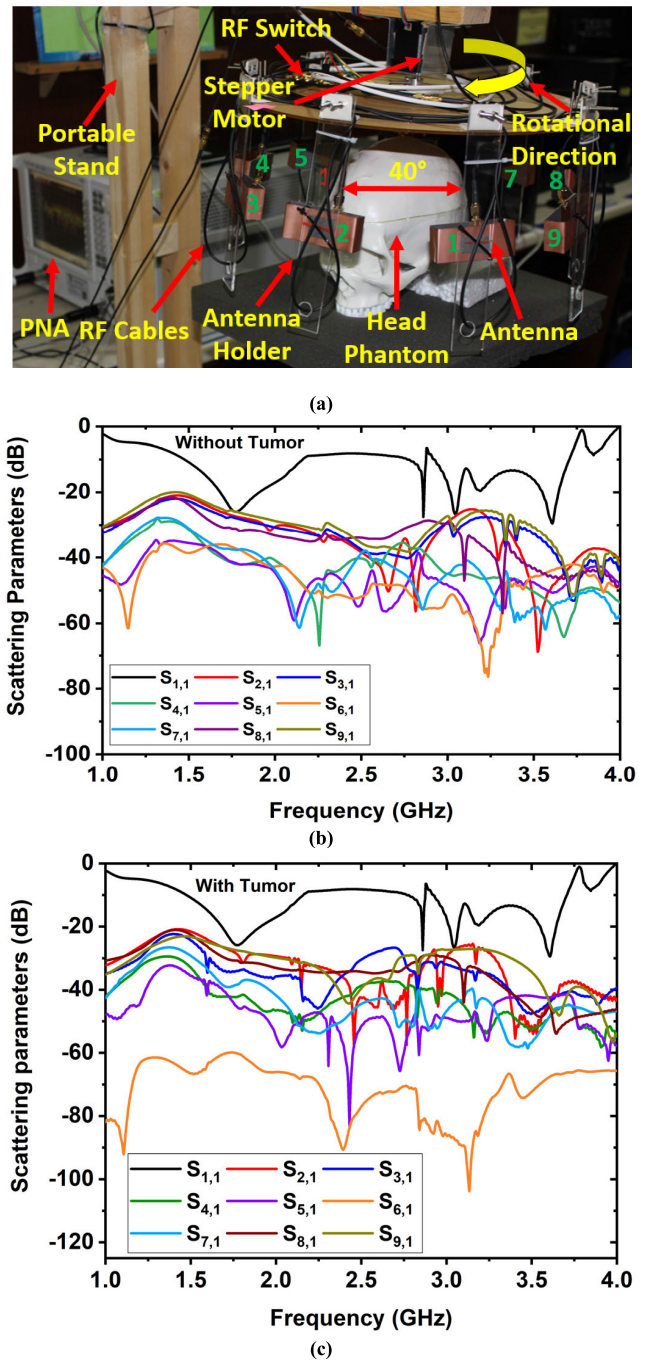 RF Switch
Stepper
Motor
Portable
Stand
Rotational
Direction
40°
4
5
3
2
1
7
8
9
PNA
RF Cables
Antenna
Holder
Head
Phantom
Antenna
(a)
Without Tumor
Scattering Parameters (dB)
0
-20
-40
-60
-80
-100
S1,1 S2,1 S3,1
S4,1 S5,1 S6,1
S7,1 S8,1 S9,1
1.0 1.5 2.0 2.5 3.0 3.5 4.0
Frequency (GHz)
(b)
With Tumor
Scattering parameters (dB)
0
-20
-40
-60
-80
-100
-120
S1,1 S2,1 S3,1
S4,1 S5,1 S6,1
S7,1 S8,1 S9,1
1.0 1.5 2.0 2.5 3.0 3.5 4.0
Frequency (GHz)
(c)